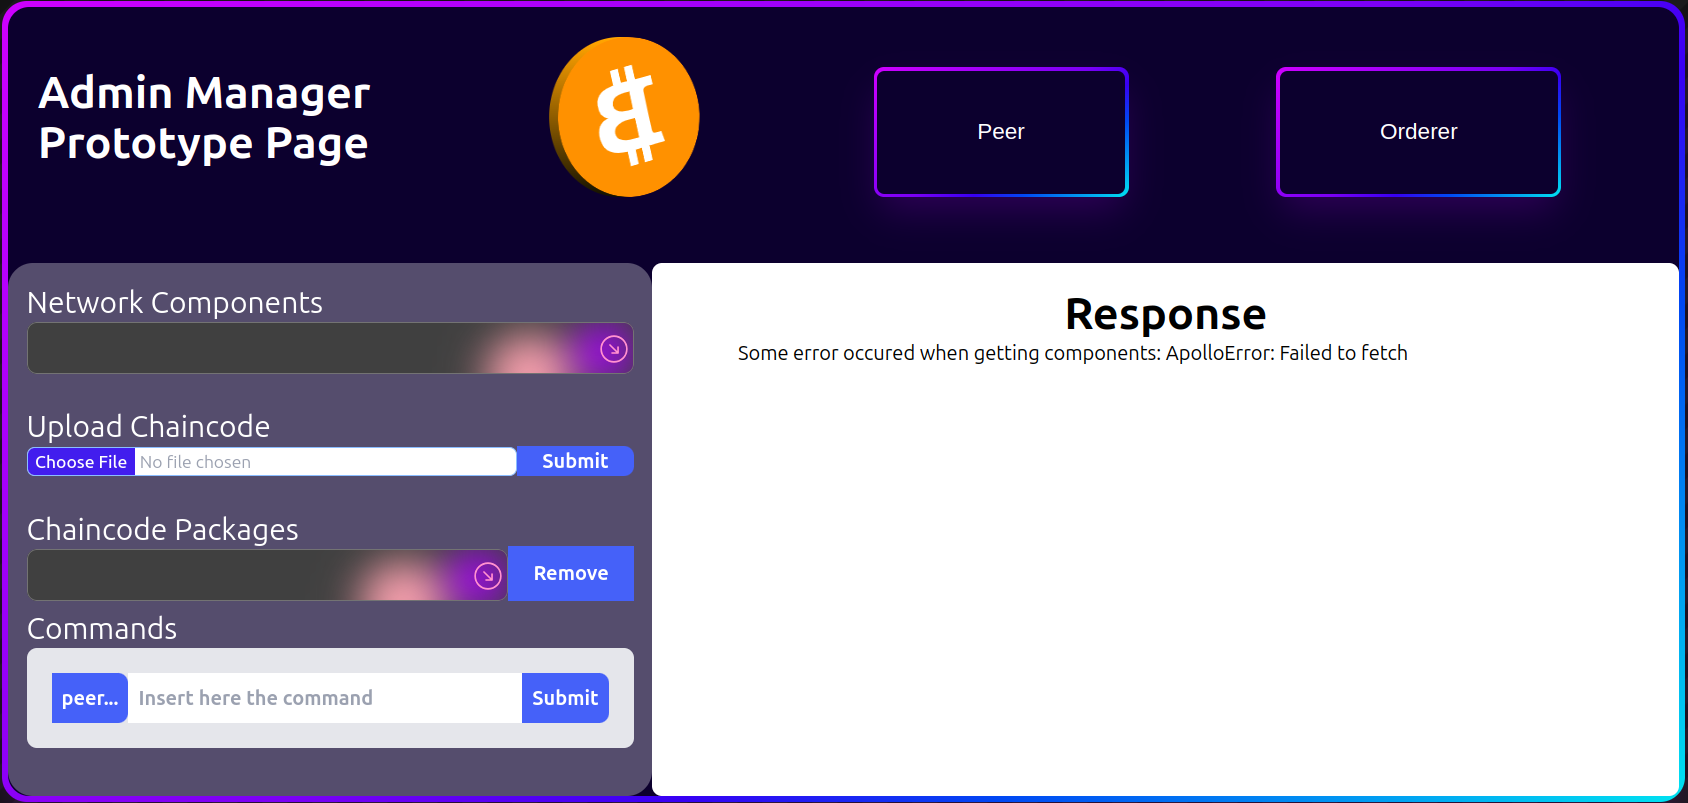 Admin Manager
Prototype Page
Peer
Orderer
Network Components
Upload Chaincode
Choose File No file chosen Submit
Chaincode Packages
Remove
Commands
peer... Insert here the command Submit
Response
Some error occured when getting components: ApolloError: Failed to fetch